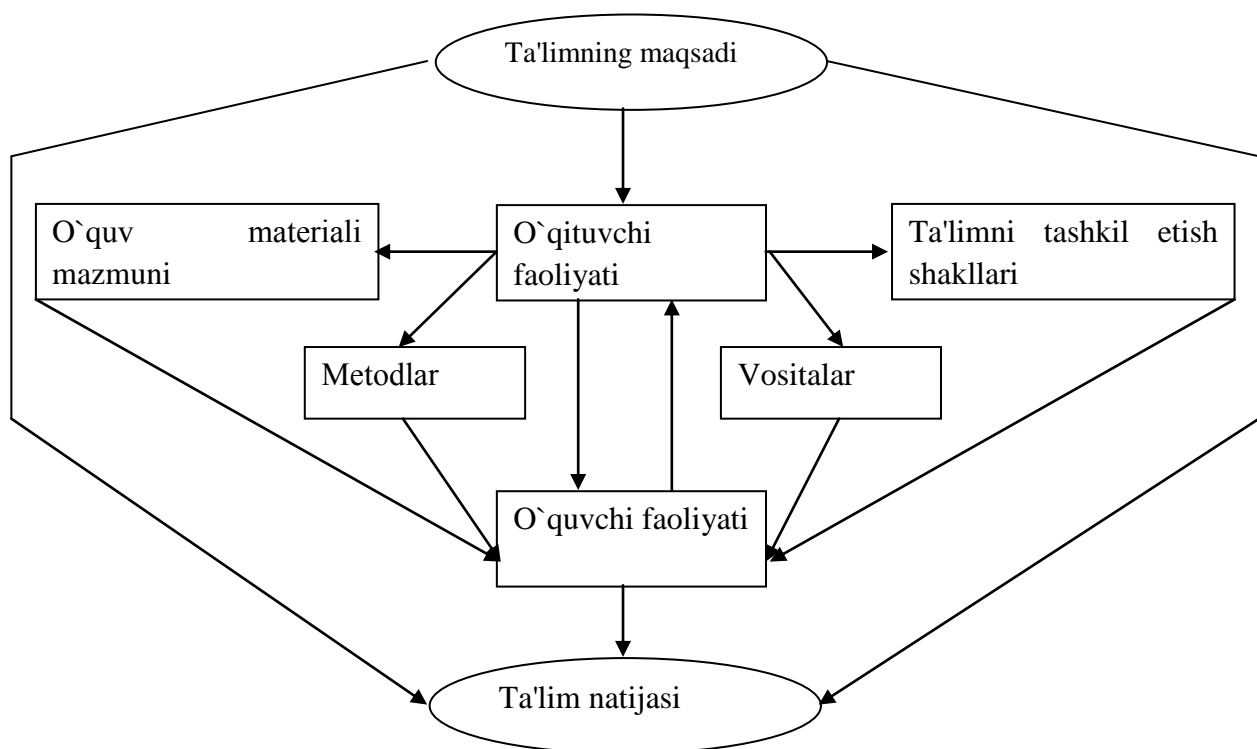 Ta'limning maqsadi
O`quv materiali
mazmuni
O`qituvchi
faoliyati
Ta'limni tashkil etish
shakllari
Metodlar
Vositalar
O`quvchi faoliyati
Ta'lim natijasi